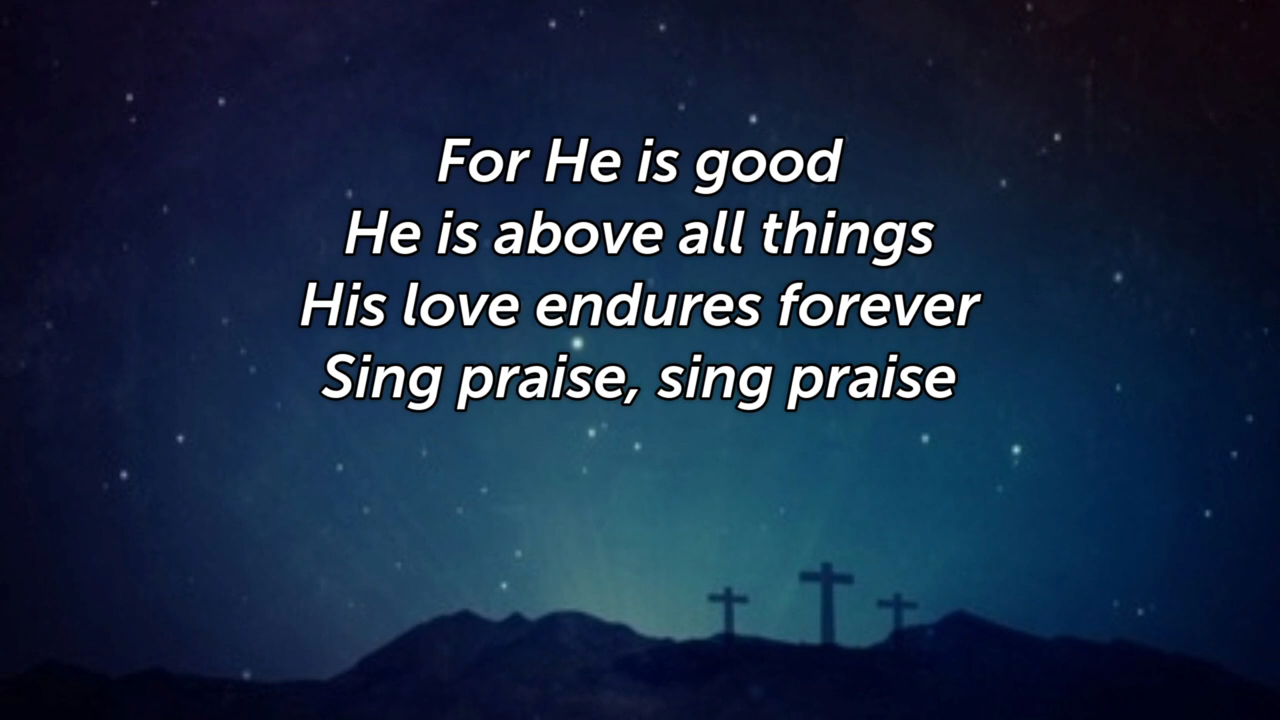 For He is good
He is above all things
His love endures forever
Sing praise, sing praise